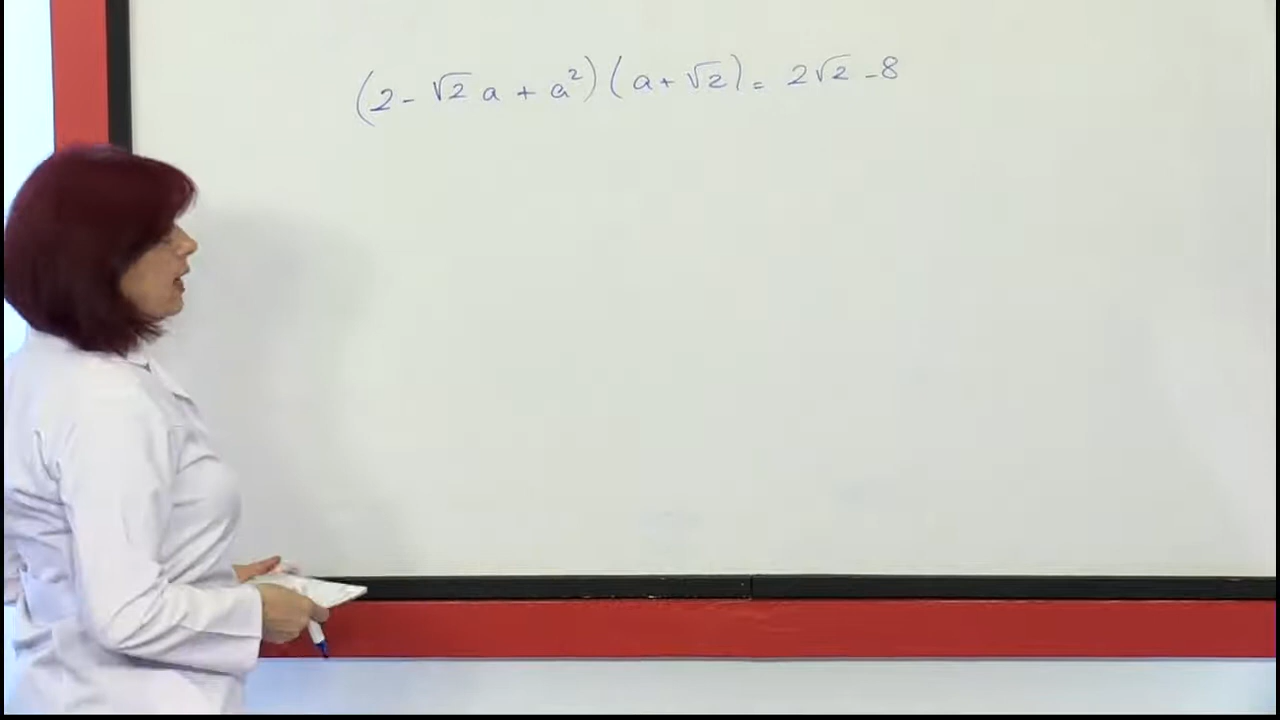 (2 - √2 a + a²) (a + √2) = 2√2 - 8